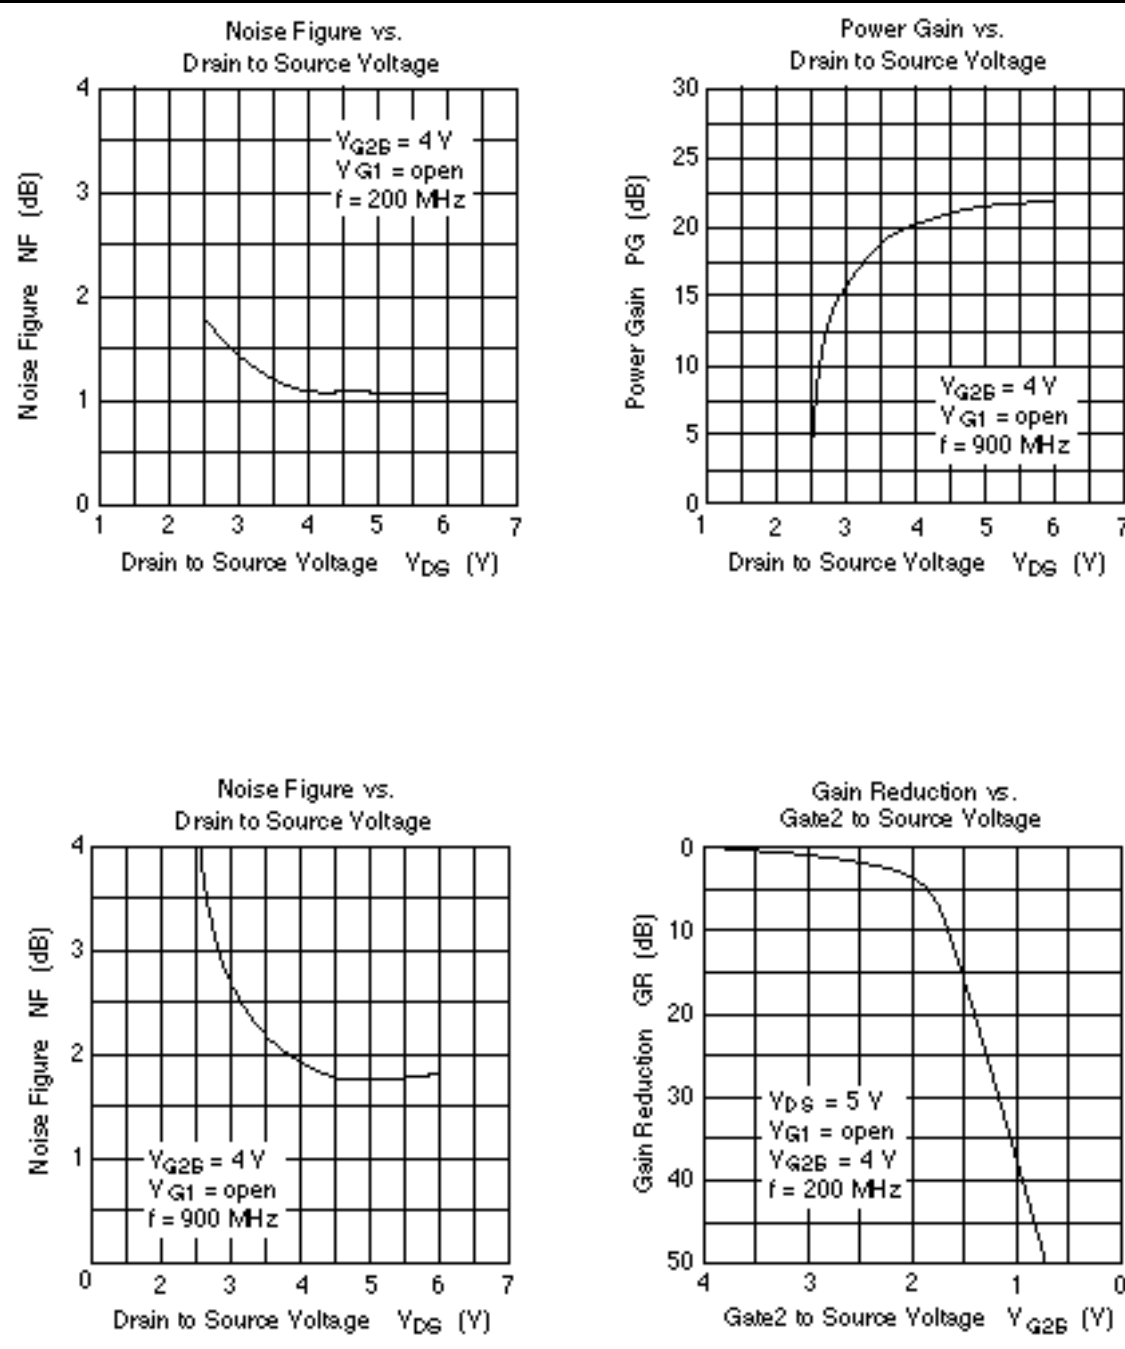 Noise Figure vs.
Drain to Source Voltage
4
3
2
1
0
Noise Figure NF (dB)
VG2S = 4 V
VG1 = open
f = 200 MHz
1 2 3 4 5 6 7
Drain to Source Voltage VDS (V)
Power Gain vs.
Drain to Source Voltage
30
25
20
15
10
5
0
Power Gain PG (dB)
VG2S = 4 V
VG1 = open
f = 900 MHz
1 2 3 4 5 6 7
Drain to Source Voltage VDS (V)
Noise Figure vs.
Drain to Source Voltage
4
3
2
1
0
Noise Figure NF (dB)
VG2S = 4 V
VG1 = open
f = 900 MHz
2 3 4 5 6 7
Drain to Source Voltage VDS (V)
Gain Reduction vs.
Gate2 to Source Voltage
0
10
20
30
40
50
Gain Reduction GR (dB)
VDS = 5 V
VG1 = open
VG2S = 4 V
f = 200 MHz
4 3 2 1 0
Gate2 to Source Voltage VG2S (V)